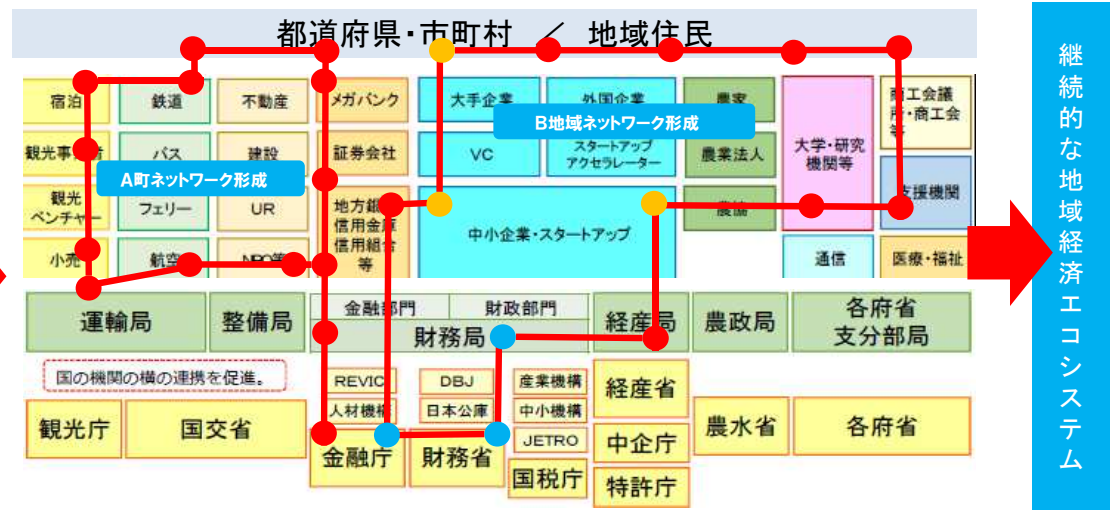 都道府県・市町村 ／ 地域住民
宿泊
鉄道
不動産
メガバンク
大手企業
外国企業
農家
大学・研究
機関等
商工会議
所・商工会
等
観光事業者
バス
建設
証券会社
VC
スタートアップ
アクセラレーター
農業法人
B地域ネットワーク形成
A町ネットワーク形成
観光
ベンチャー
フェリー
UR
地方銀行
信用金庫
信用組合
等
中小企業・スタートアップ
農協
支援機関
小売
航空
NPO等
通信
医療・福祉
運輸局
整備局
金融部門
財政部門
財務局
経産局
農政局
各府省
支分部局
国の機関の横の連携を促進。
REVIC
DBJ
産業機構
人材機構
日本公庫
中小機構
JETRO
観光庁
国交省
金融庁
財務省
国税庁
経産省
中企庁
特許庁
農水省
各府省
継続的な地域経済エコシステム